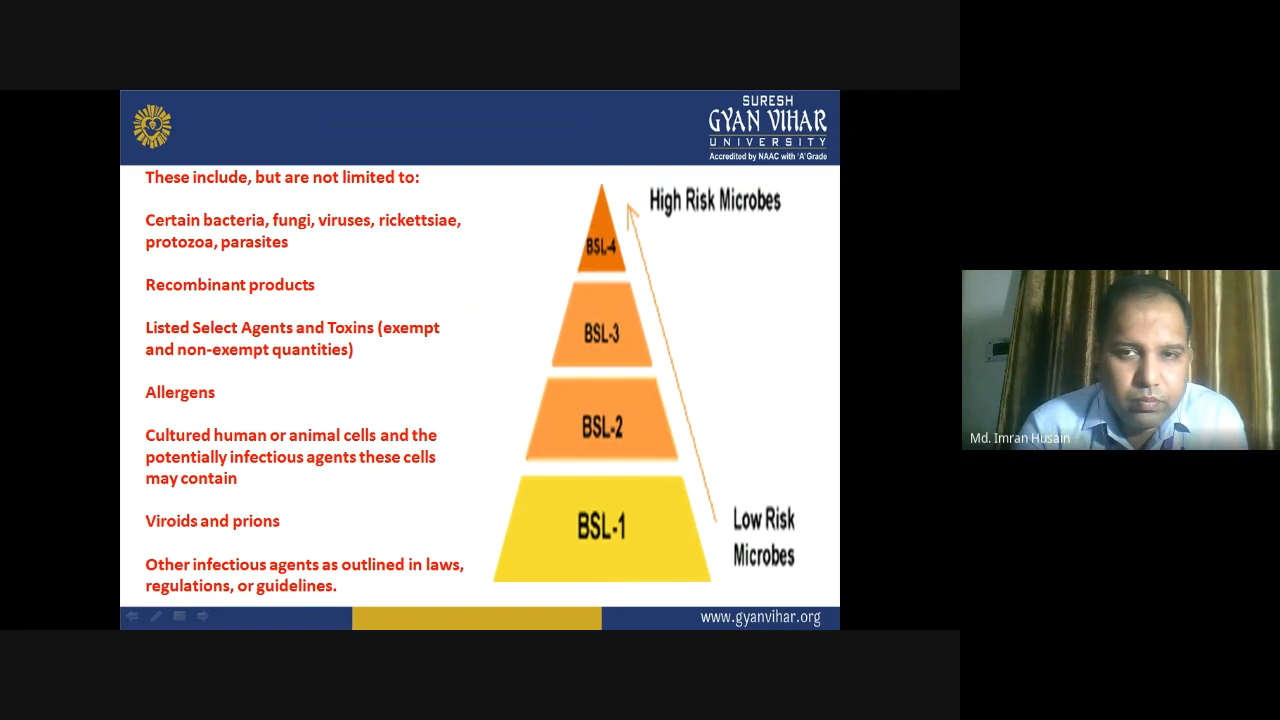 SURESH
GYAN VIHAR
UNIVERSITY
Accredited by NAAC with 'A' Grade
These include, but are not limited to:
Certain bacteria, fungi, viruses, rickettsiae,
protozoa, parasites
Recombinant products
Listed Select Agents and Toxins (exempt
and non-exempt quantities)
Allergens
Cultured human or animal cells and the
potentially infectious agents these cells
may contain
Viroids and prions
Other infectious agents as outlined in laws,
regulations, or guidelines.
High Risk Microbes
BSL-4
BSL-3
BSL-2
BSL-1
Low Risk
Microbes
www.gyanvihar.org
Md. Imran Husain